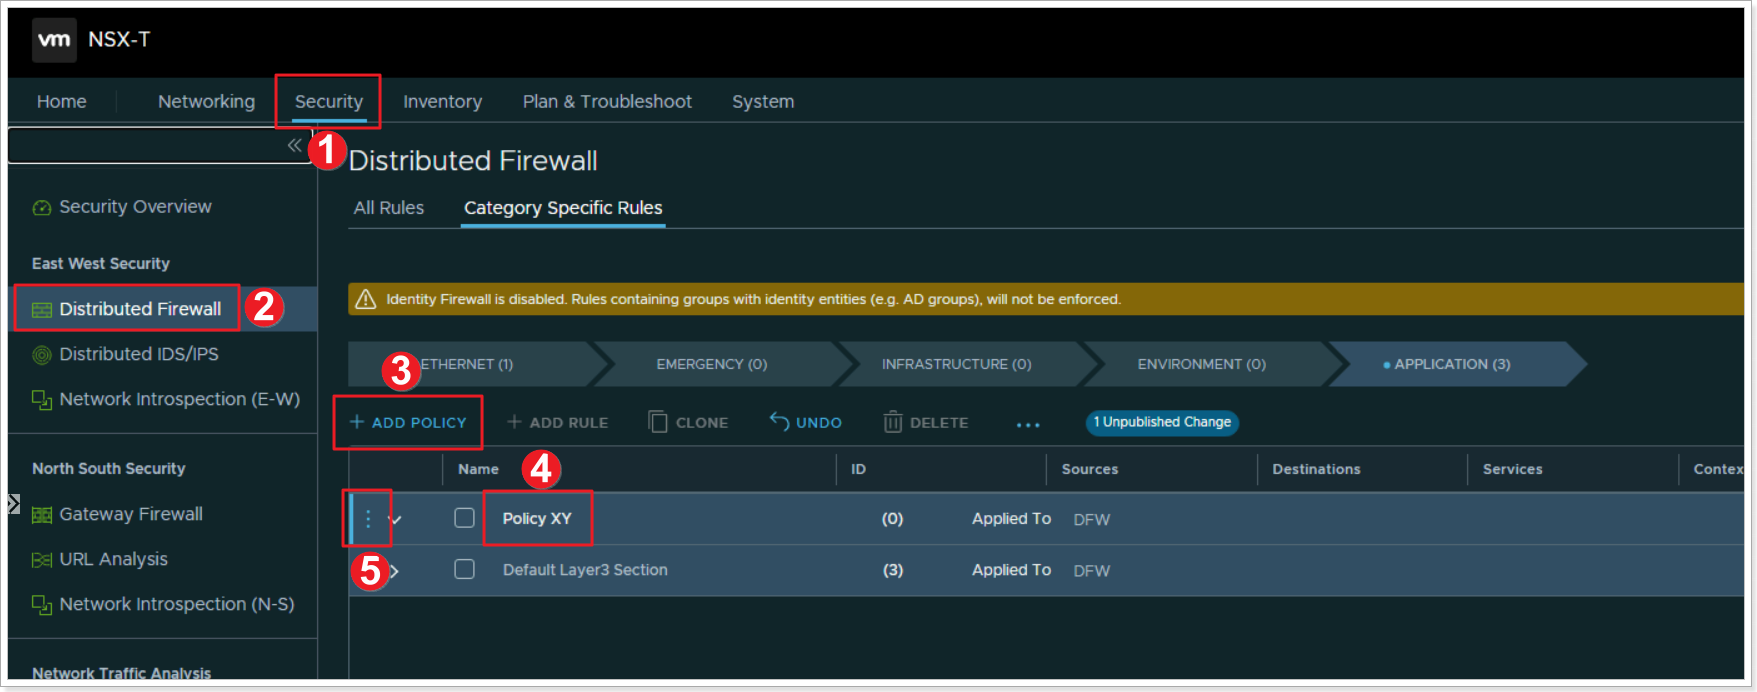 vm NSX-T
Home Networking Security Inventory Plan & Troubleshoot System
1
Distributed Firewall
All Rules Category Specific Rules
Security Overview
East West Security
Distributed Firewall 2
Distributed IDS/IPS
Network Introspection (E-W)
North South Security
Gateway Firewall
URL Analysis
Network Introspection (N-S)
Network Traffic Analysis
Identity Firewall is disabled. Rules containing groups with identity entities (e.g. AD groups), will not be enforced.
3 ETHERNET (1) EMERGENCY (0) INFRASTRUCTURE (0) ENVIRONMENT (0) APPLICATION (3)
+ ADD POLICY + ADD RULE CLONE UNDO DELETE ... 1 Unpublished Change
Name 4 ID Sources Destinations Services Contex
Policy XY (0) Applied To DFW
5 Default Layer3 Section (3) Applied To DFW